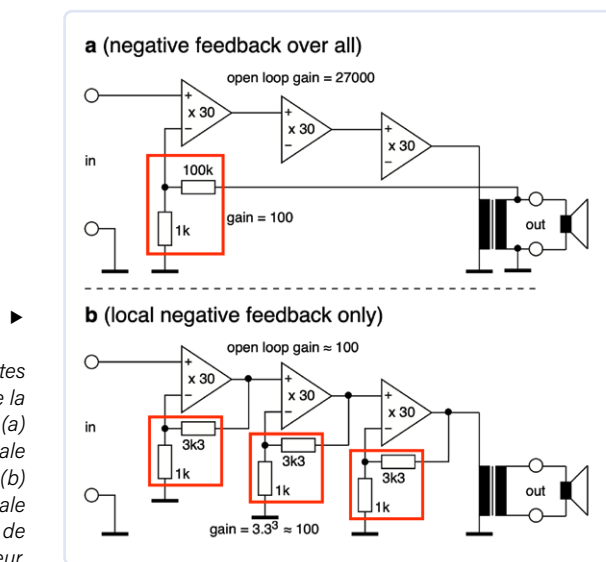 a (negative feedback over all)
open loop gain = 27000
+
x 30
−
+
x 30
−
+
x 30
−
in
100k
1k
gain = 100
out
b (local negative feedback only)
open loop gain ≈ 100
+
x 30
−
+
x 30
−
+
x 30
−
in
3k3
1k
3k3
1k
3k3
1k
gain = 3.3³ ≈ 100
out
tes
la
(a)
ale
(b)
ale
de